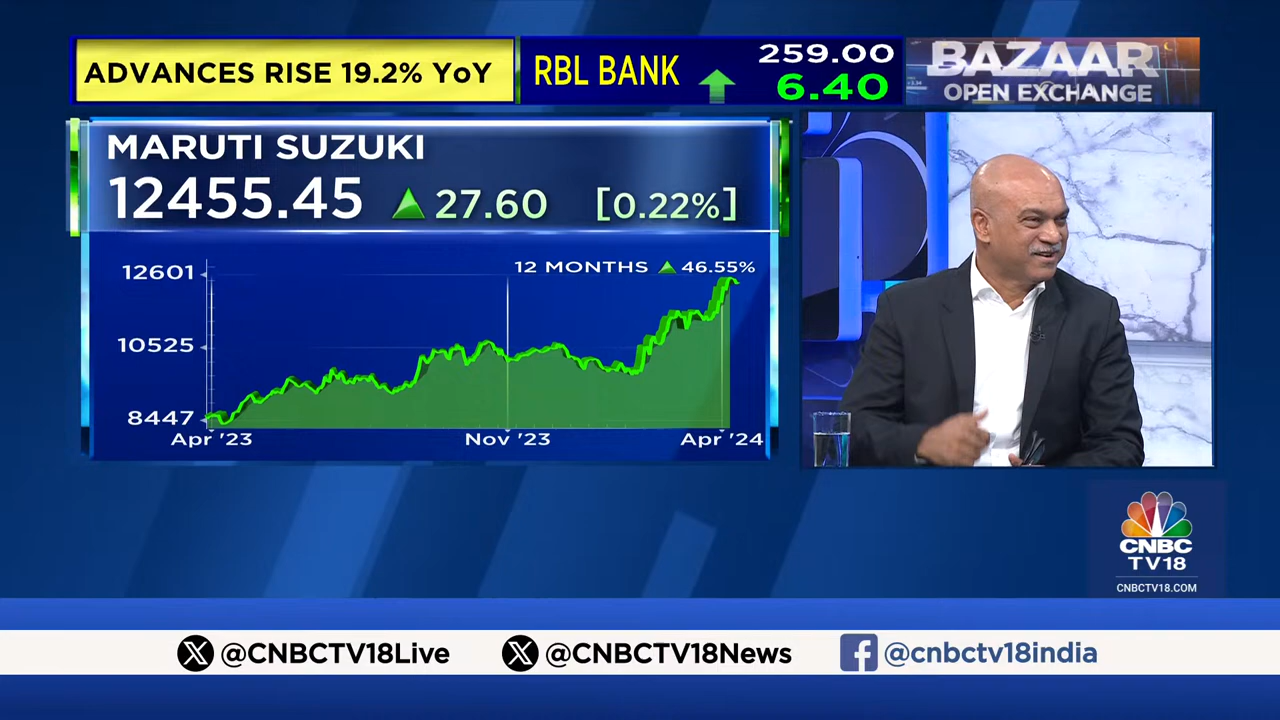 ADVANCES RISE 19.2% YoY
RBL BANK
259.00
6.40
BAZAAR
OPEN EXCHANGE
MARUTI SUZUKI
12455.45 27.60 [0.22%]
12 MONTHS 46.55%
12601
10525
8447
Apr '23 Nov '23 Apr '24
CNBC
TV18
CNBCTV18.COM
@CNBCTV18Live @CNBCTV18News @cnbctv18india